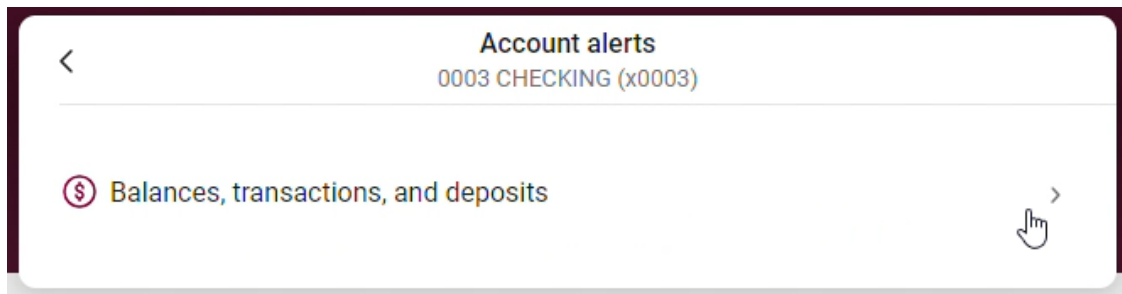 Account alerts
0003 CHECKING (x0003)
$ Balances, transactions, and deposits